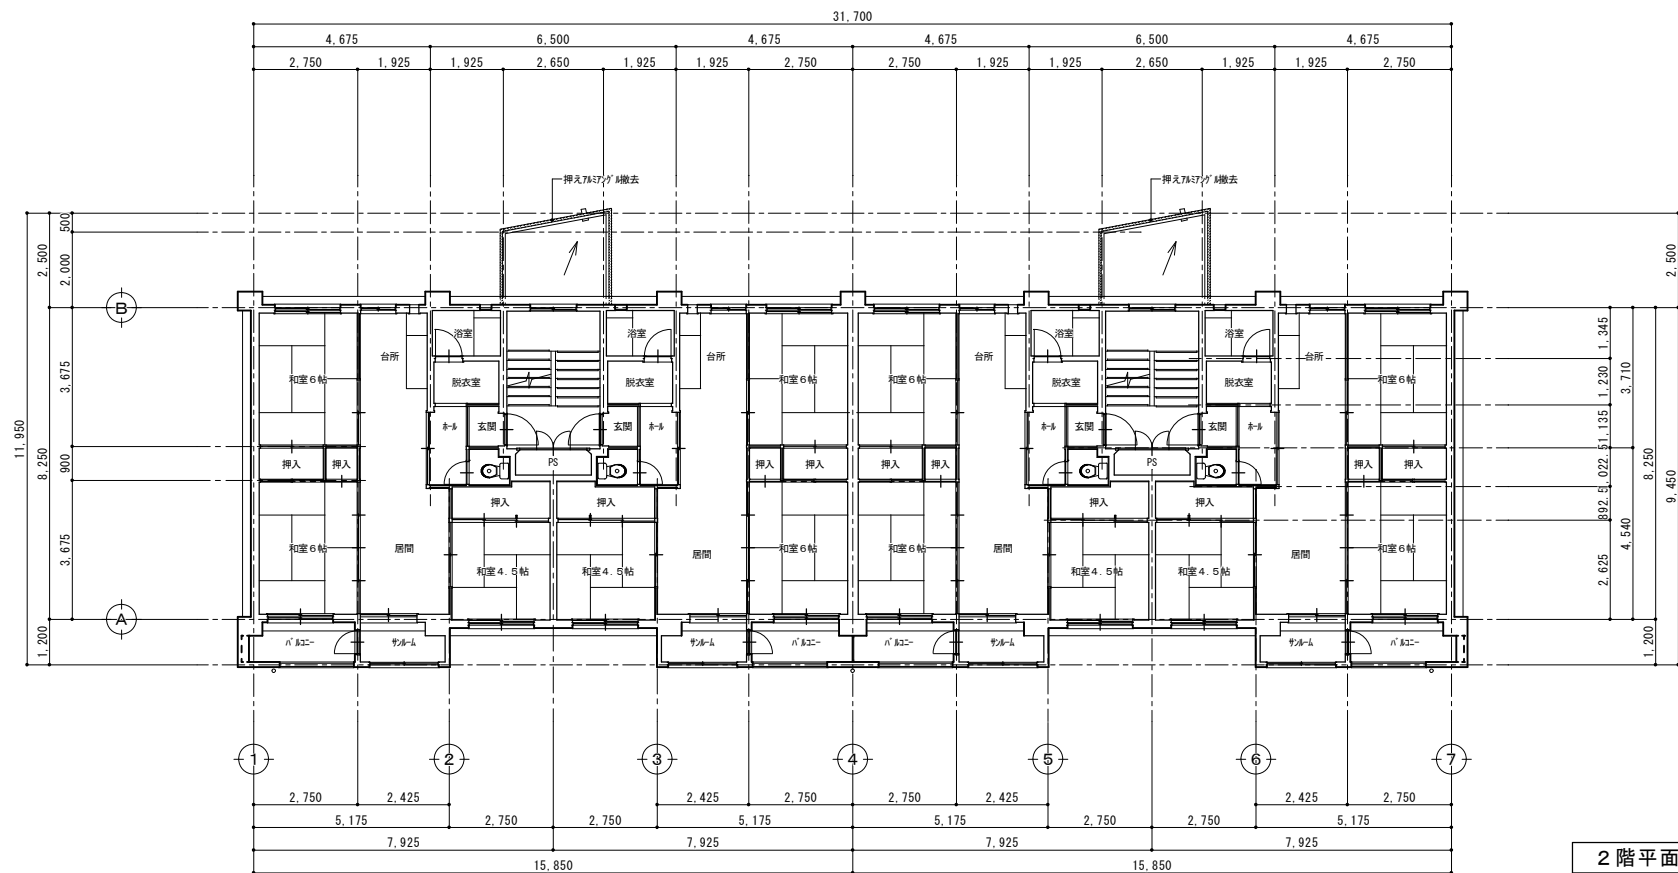 31,700
4,675 6,500 4,675 4,675 6,500 4,675
2,750 1,925 1,925 2,650 1,925 1,925 2,750 2,750 1,925 1,925 2,650 1,925 1,925 2,750
押えｱﾙﾐｱﾝｸﾞﾙ撤去 押えｱﾙﾐｱﾝｸﾞﾙ撤去
500
2,500 2,500
2,000
B
浴室 浴室 浴室 浴室
1,345
台所 台所 台所 台所
和室６帖 和室６帖 和室６帖 和室６帖
脱衣室 脱衣室 脱衣室 脱衣室
3,675 1,230 3,710
ﾎｰﾙ 玄関 玄関 ﾎｰﾙ ﾎｰﾙ 玄関 玄関 ﾎｰﾙ
11,950 8,250 900
押入 押入 PS 押入 押入 押入 押入 PS 押入 押入
1,135
1,022.5
8,250 9,450
押入 押入 押入 押入
892.5
和室６帖 居間 居間 和室６帖 和室６帖 居間 居間 和室６帖
3,675 4,540
和室４.５帖 和室４.５帖 和室４.５帖 和室４.５帖
2,625
A
ﾊﾞﾙｺﾆｰ ｻﾝﾙｰﾑ ｻﾝﾙｰﾑ ﾊﾞﾙｺﾆｰ ﾊﾞﾙｺﾆｰ ｻﾝﾙｰﾑ ｻﾝﾙｰﾑ ﾊﾞﾙｺﾆｰ
1,200 1,200
1 2 3 4 5 6 7
2,750 2,425 2,425 2,750 2,750 2,425 2,425 2,750
5,175 2,750 2,750 5,175 5,175 2,750 2,750 5,175
7,925 7,925 7,925 7,925
15,850 15,850
２階平面